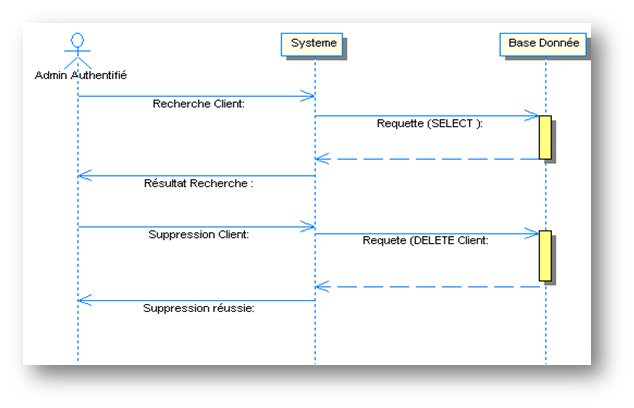 Systeme
Base Donnée
Admin Authentifié
Recherche Client:
Requette (SELECT ):
Résultat Recherche :
Suppression Client:
Requete (DELETE Client:
Suppression réussie: